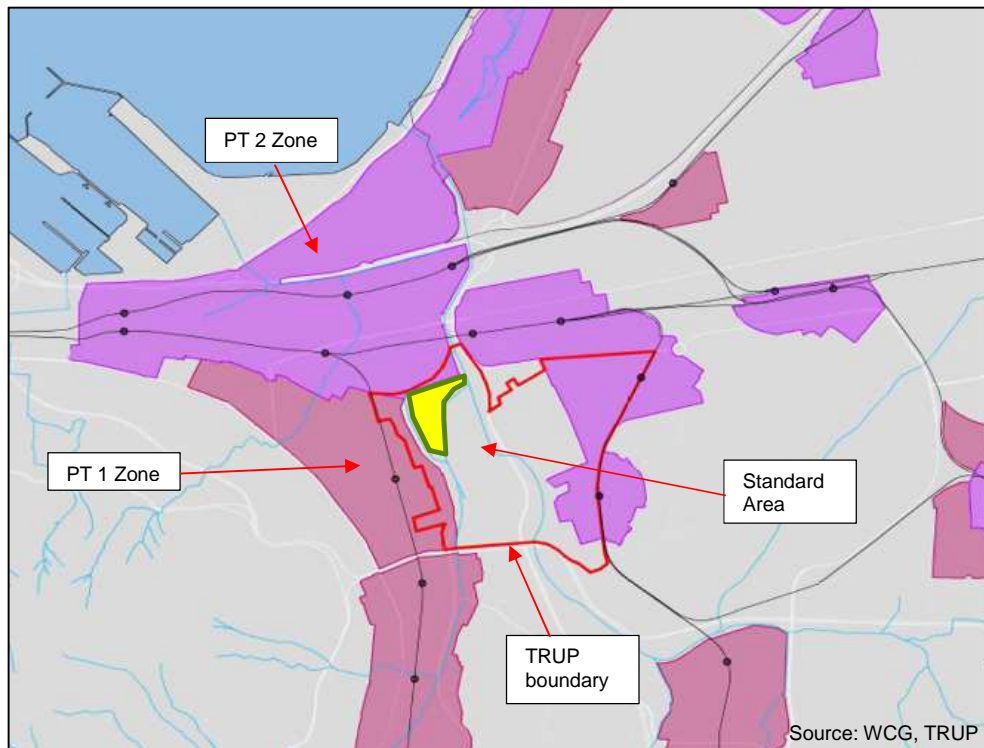 PT 2 Zone
PT 1 Zone
Standard
Area
TRUP
boundary
Source: WCG, TRUP